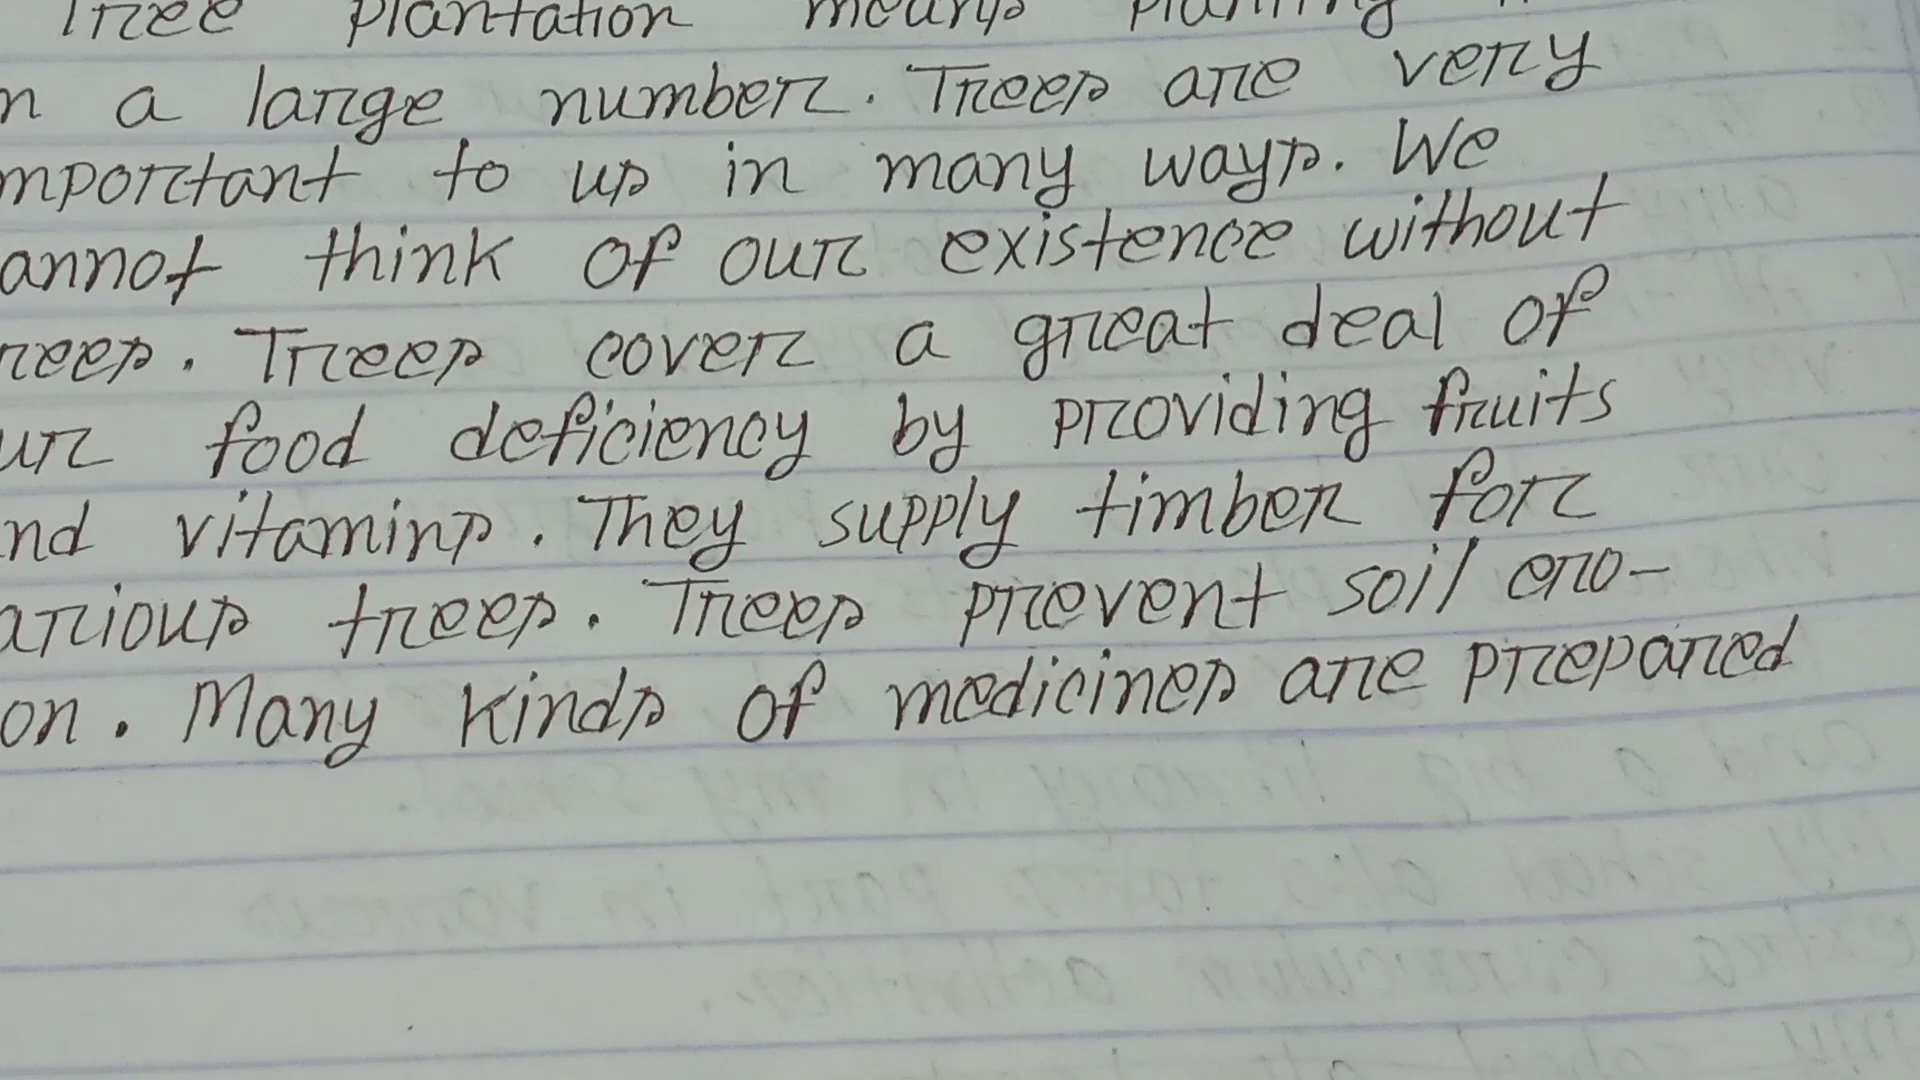 Tree plantation means planting
n a large number. Trees are very
mportant to us in many ways. We
annot think of our existence without
rees. Trees cover a great deal of
ur food deficiency by providing fruits
nd vitamins. They supply timber for
arious trees. Trees prevent soil ero-
on. Many kinds of medicines are prepared